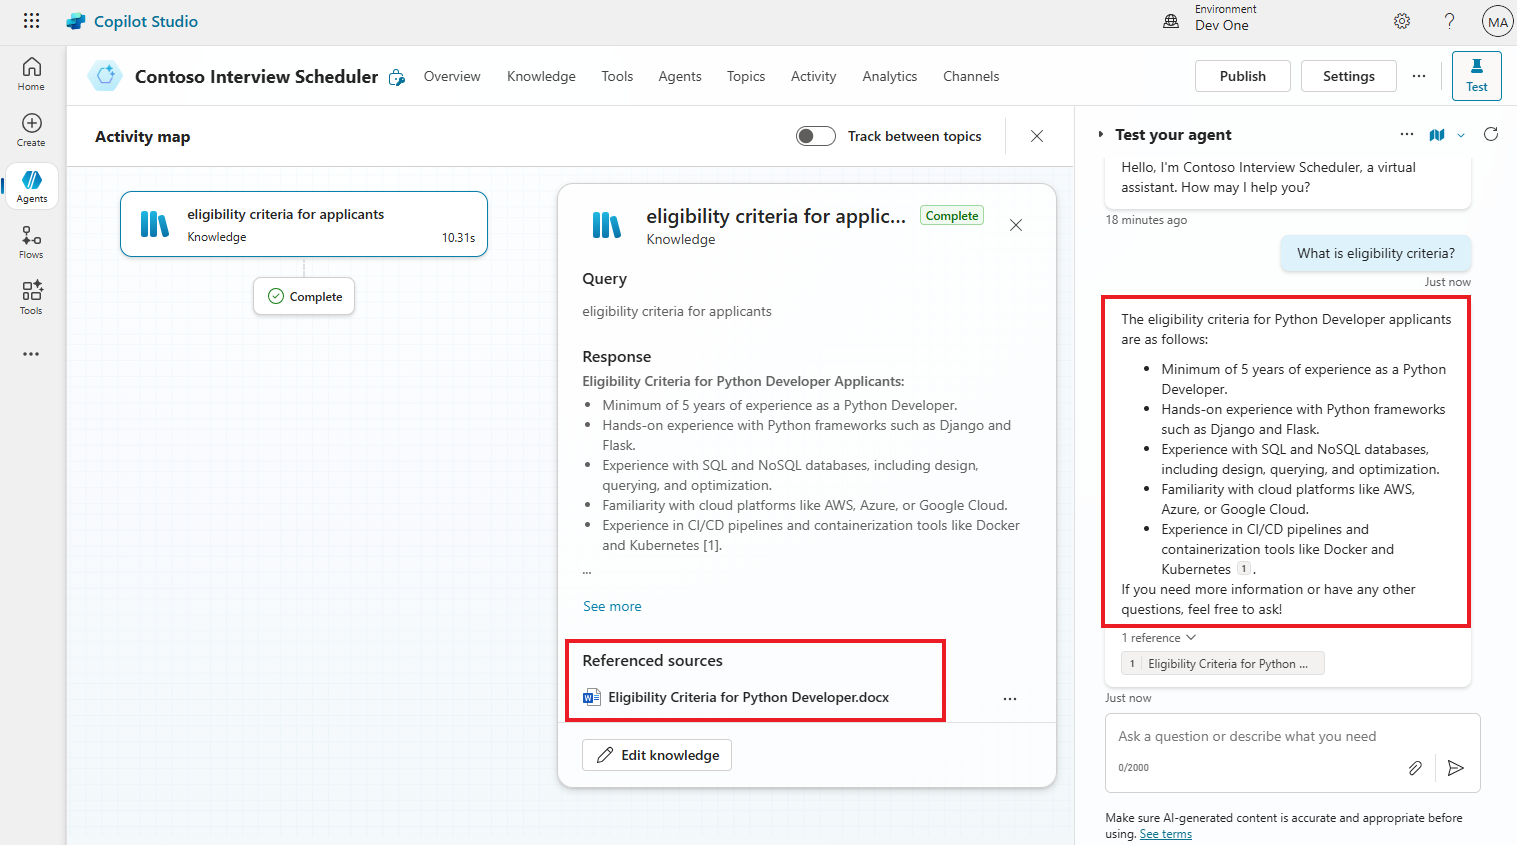 Copilot Studio
Environment
Dev One
MA
Home
Create
Agents
Flows
Tools
Contoso Interview Scheduler
Overview
Knowledge
Tools
Agents
Topics
Activity
Analytics
Channels
Publish
Settings
Test
Activity map
Track between topics
eligibility criteria for applicants
Knowledge
10.31s
Complete
eligibility criteria for applic...
Complete
Knowledge
Query
eligibility criteria for applicants
Response
Eligibility Criteria for Python Developer Applicants:
• Minimum of 5 years of experience as a Python Developer.
• Hands-on experience with Python frameworks such as Django and
Flask.
• Experience with SQL and NoSQL databases, including design,
querying, and optimization.
• Familiarity with cloud platforms like AWS, Azure, or Google Cloud.
• Experience in CI/CD pipelines and containerization tools like Docker
and Kubernetes [1].
...
See more
Referenced sources
Eligibility Criteria for Python Developer.docx
Edit knowledge
Test your agent
Hello, I'm Contoso Interview Scheduler, a virtual
assistant. How may I help you?
18 minutes ago
What is eligibility criteria?
Just now
The eligibility criteria for Python Developer applicants
are as follows:
• Minimum of 5 years of experience as a Python
Developer.
• Hands-on experience with Python frameworks
such as Django and Flask.
• Experience with SQL and NoSQL databases,
including design, querying, and optimization.
• Familiarity with cloud platforms like AWS,
Azure, or Google Cloud.
• Experience in CI/CD pipelines and
containerization tools like Docker and
Kubernetes 1 .
If you need more information or have any other
questions, feel free to ask!
1 reference
1 Eligibility Criteria for Python ...
Just now
Ask a question or describe what you need
0/2000
Make sure AI-generated content is accurate and appropriate before
using. See terms